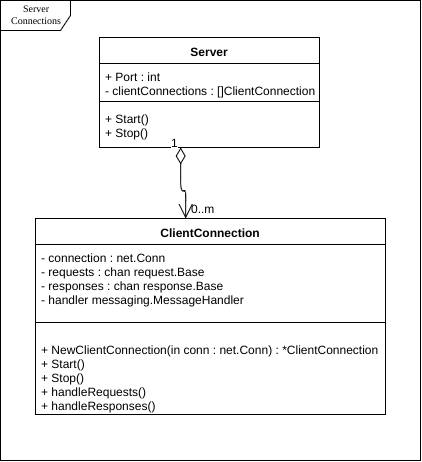 Server
Connections
Server
+ Port : int
- clientConnections : []ClientConnection
+ Start()
+ Stop()
1
0..m
ClientConnection
- connection : net.Conn
- requests : chan request.Base
- responses : chan response.Base
- handler messaging.MessageHandler
+ NewClientConnection(in conn : net.Conn) : *ClientConnection
+ Start()
+ Stop()
+ handleRequests()
+ handleResponses()